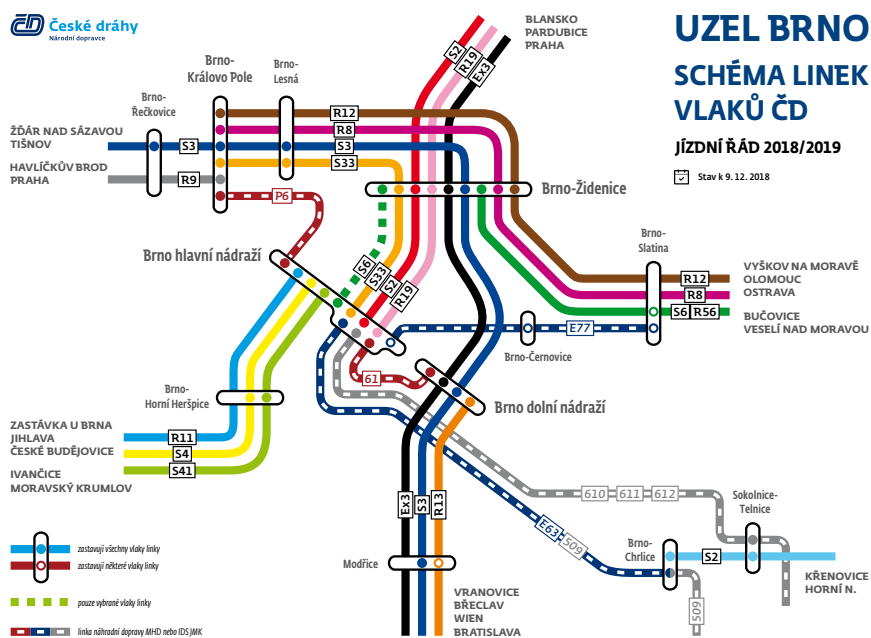 ČD České dráhy
Národní dopravce
UZEL BRNO
SCHÉMA LINEK
VLAKŮ ČD
JÍZDNÍ ŘÁD 2018/2019
Stav k 9. 12. 2018
BLANSKO
PARDUBICE
PRAHA
S2
R19
Ex3
Brno-
Královo Pole
Brno-
Lesná
Brno-
Řečkovice
ŽĎÁR NAD SÁZAVOU
TIŠNOV
HAVLÍČKŮV BROD
PRAHA
S3
R9
R12
R8
S3
S33
P6
Brno-Židenice
Brno hlavní nádraží
S6
S33
S2
R19
Brno-
Slatina
R12
R8
S6
R56
VYŠKOV NA MORAVĚ
OLOMOUC
OSTRAVA
BUČOVICE
VESELÍ NAD MORAVOU
E77
Brno-Černovice
61
Brno dolní nádraží
Brno-
Horní Heršpice
ZASTÁVKA U BRNA
JIHLAVA
ČESKÉ BUDĚJOVICE
IVANČICE
MORAVSKÝ KRUMLOV
R11
S4
S41
Ex3
S3
R13
610
611
612
Sokolnice-
Telnice
E63
509
Brno-
Chrlice
S2
KŘENOVICE
HORNÍ N.
509
Modřice
VRANOVICE
BŘECLAV
WIEN
BRATISLAVA
zastavují všechny vlaky linky
zastavují některé vlaky linky
pouze vybrané vlaky linky
linka náhradní dopravy MHD nebo IDS JMK